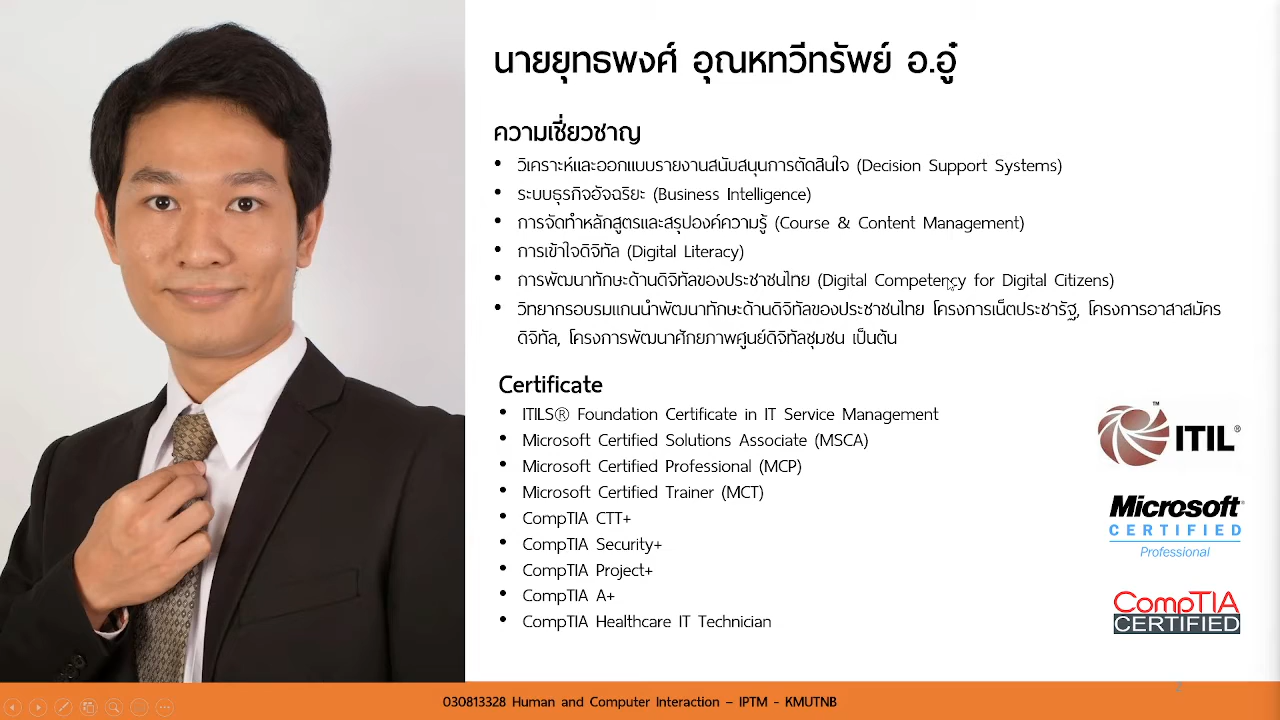 นายยุทธพงศ์ อุณหทวีทรัพย์ อ.อู๋
ความเชี่ยวชาญ
• วิเคราะห์และออกแบบรายงานสนับสนุนการตัดสินใจ (Decision Support Systems)
• ระบบธุรกิจอัจฉริยะ (Business Intelligence)
• การจัดทำหลักสูตรและสรุปองค์ความรู้ (Course & Content Management)
• การเข้าใจดิจิทัล (Digital Literacy)
• การพัฒนาทักษะด้านดิจิทัลของประชาชนไทย (Digital Competency for Digital Citizens)
• วิทยากรอบรมแกนนำพัฒนาทักษะด้านดิจิทัลของประชาชนไทย โครงการเน็ตประชารัฐ, โครงการอาสาสมัคร
ดิจิทัล, โครงการพัฒนาศักยภาพศูนย์ดิจิทัลชุมชน เป็นต้น
Certificate
• ITILS® Foundation Certificate in IT Service Management
• Microsoft Certified Solutions Associate (MSCA)
• Microsoft Certified Professional (MCP)
• Microsoft Certified Trainer (MCT)
• CompTIA CTT+
• CompTIA Security+
• CompTIA Project+
• CompTIA A+
• CompTIA Healthcare IT Technician
™
ITIL®
Microsoft
CERTIFIED
Professional
CompTIA
CERTIFIED
2
030813328 Human and Computer Interaction – IPTM - KMUTNB